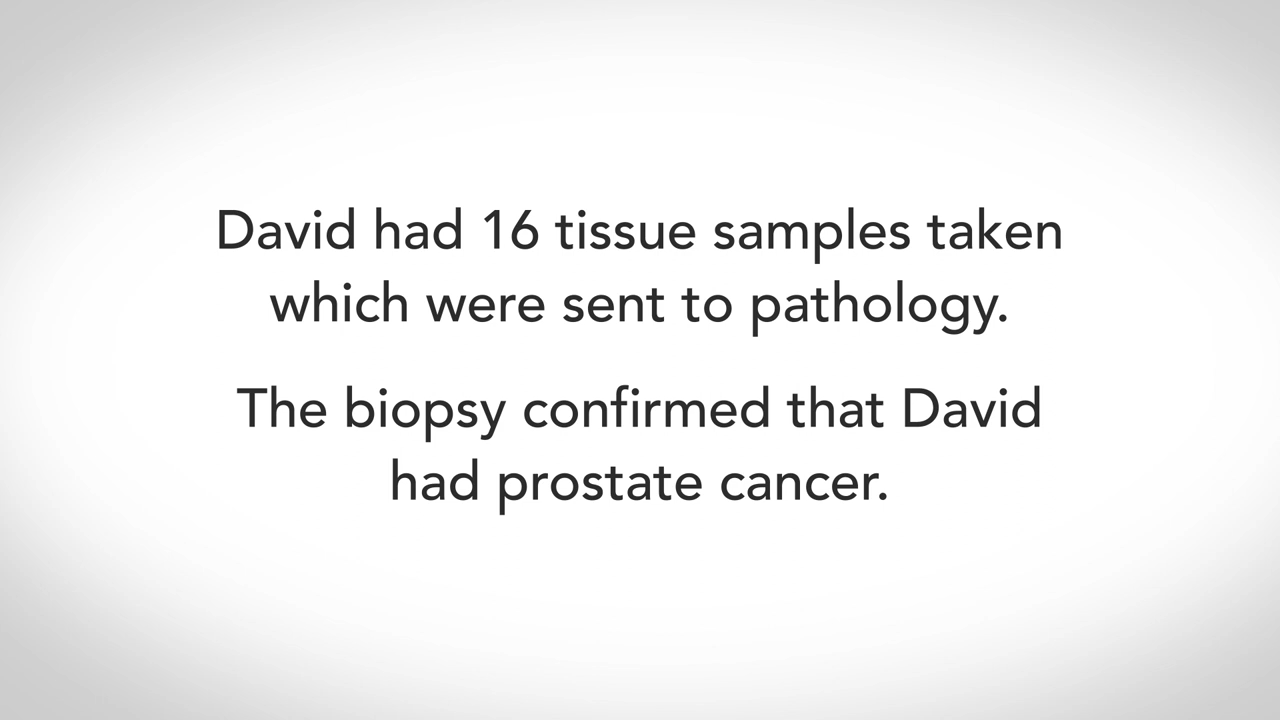 David had 16 tissue samples taken
which were sent to pathology.
The biopsy confirmed that David
had prostate cancer.